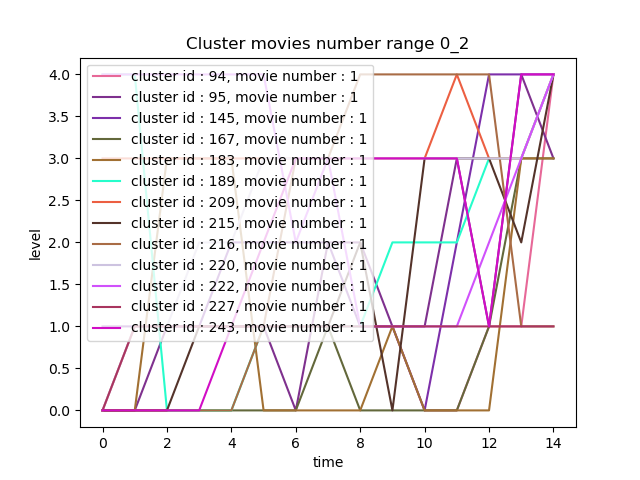 Cluster movies number range 0_2
4.0
3.5
3.0
2.5
2.0
1.5
1.0
0.5
0.0
level
cluster id : 94, movie number : 1
cluster id : 95, movie number : 1
cluster id : 145, movie number : 1
cluster id : 167, movie number : 1
cluster id : 183, movie number : 1
cluster id : 189, movie number : 1
cluster id : 209, movie number : 1
cluster id : 215, movie number : 1
cluster id : 216, movie number : 1
cluster id : 220, movie number : 1
cluster id : 222, movie number : 1
cluster id : 227, movie number : 1
cluster id : 243, movie number : 1
0 2 4 6 8 10 12 14
time